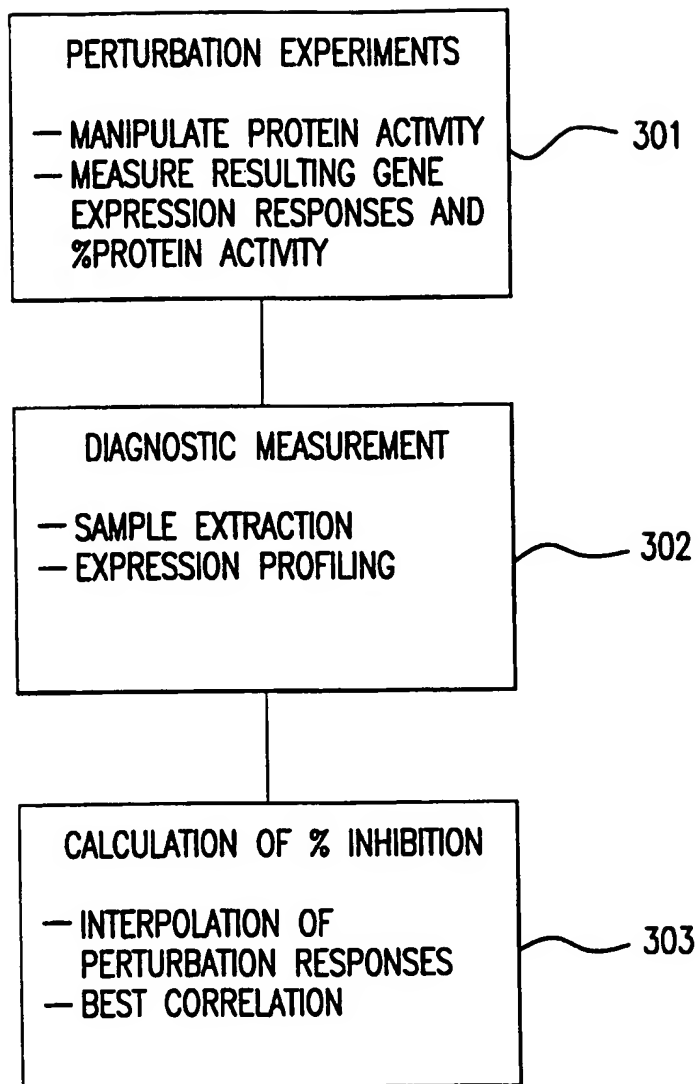 PERTURBATION EXPERIMENTS
— MANIPULATE PROTEIN ACTIVITY
— MEASURE RESULTING GENE
EXPRESSION RESPONSES AND
%PROTEIN ACTIVITY
301
DIAGNOSTIC MEASUREMENT
— SAMPLE EXTRACTION
— EXPRESSION PROFILING
302
CALCULATION OF % INHIBITION
— INTERPOLATION OF
PERTURBATION RESPONSES
— BEST CORRELATION
303